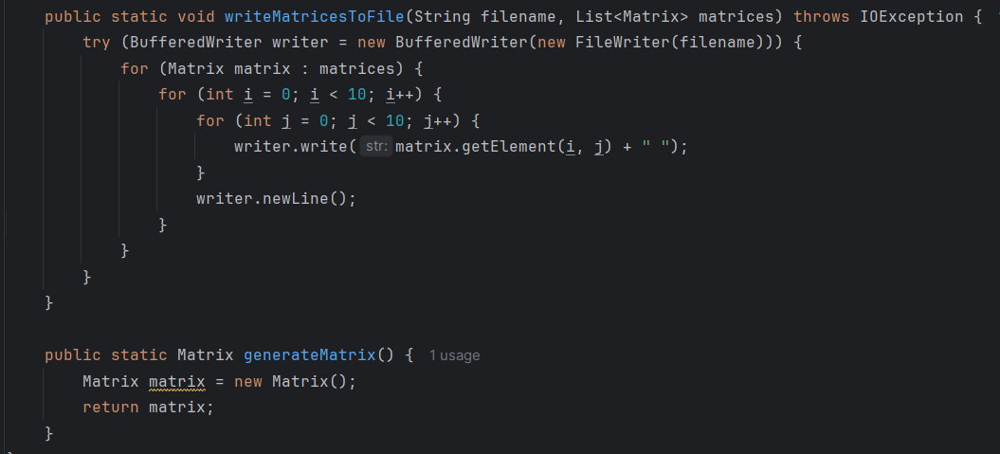 public static void writeMatricesToFile(String filename, List<Matrix> matrices) throws IOException {
try (BufferedWriter writer = new BufferedWriter(new FileWriter(filename))) {
for (Matrix matrix : matrices) {
for (int i = 0; i < 10; i++) {
for (int j = 0; j < 10; j++) {
writer.write( str: matrix.getElement(i, j) + " ");
}
writer.newLine();
}
}
}
}
public static Matrix generateMatrix() { 1 usage
Matrix matrix = new Matrix();
return matrix;
}